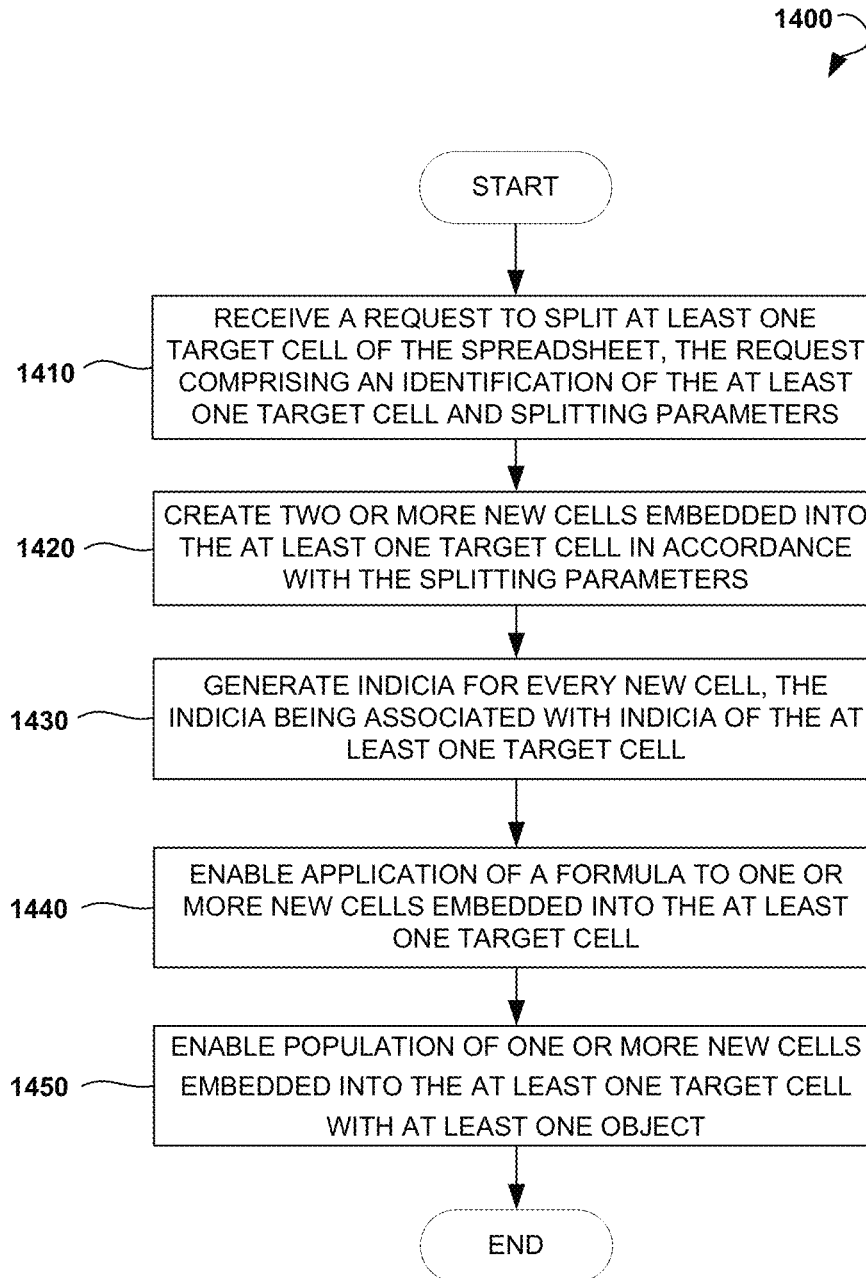 1400
START
RECEIVE A REQUEST TO SPLIT AT LEAST ONE
TARGET CELL OF THE SPREADSHEET, THE REQUEST
1410
COMPRISING AN IDENTIFICATION OF THE AT LEAST
ONE TARGET CELL AND SPLITTING PARAMETERS
CREATE TWO OR MORE NEW CELLS EMBEDDED INTO
1420
THE AT LEAST ONE TARGET CELL IN ACCORDANCE
WITH THE SPLITTING PARAMETERS
GENERATE INDICIA FOR EVERY NEW CELL, THE
1430
INDICIA BEING ASSOCIATED WITH INDICIA OF THE AT
LEAST ONE TARGET CELL
ENABLE APPLICATION OF A FORMULA TO ONE OR
1440
MORE NEW CELLS EMBEDDED INTO THE AT LEAST
ONE TARGET CELL
ENABLE POPULATION OF ONE OR MORE NEW CELLS
1450
EMBEDDED INTO THE AT LEAST ONE TARGET CELL
WITH AT LEAST ONE OBJECT
END